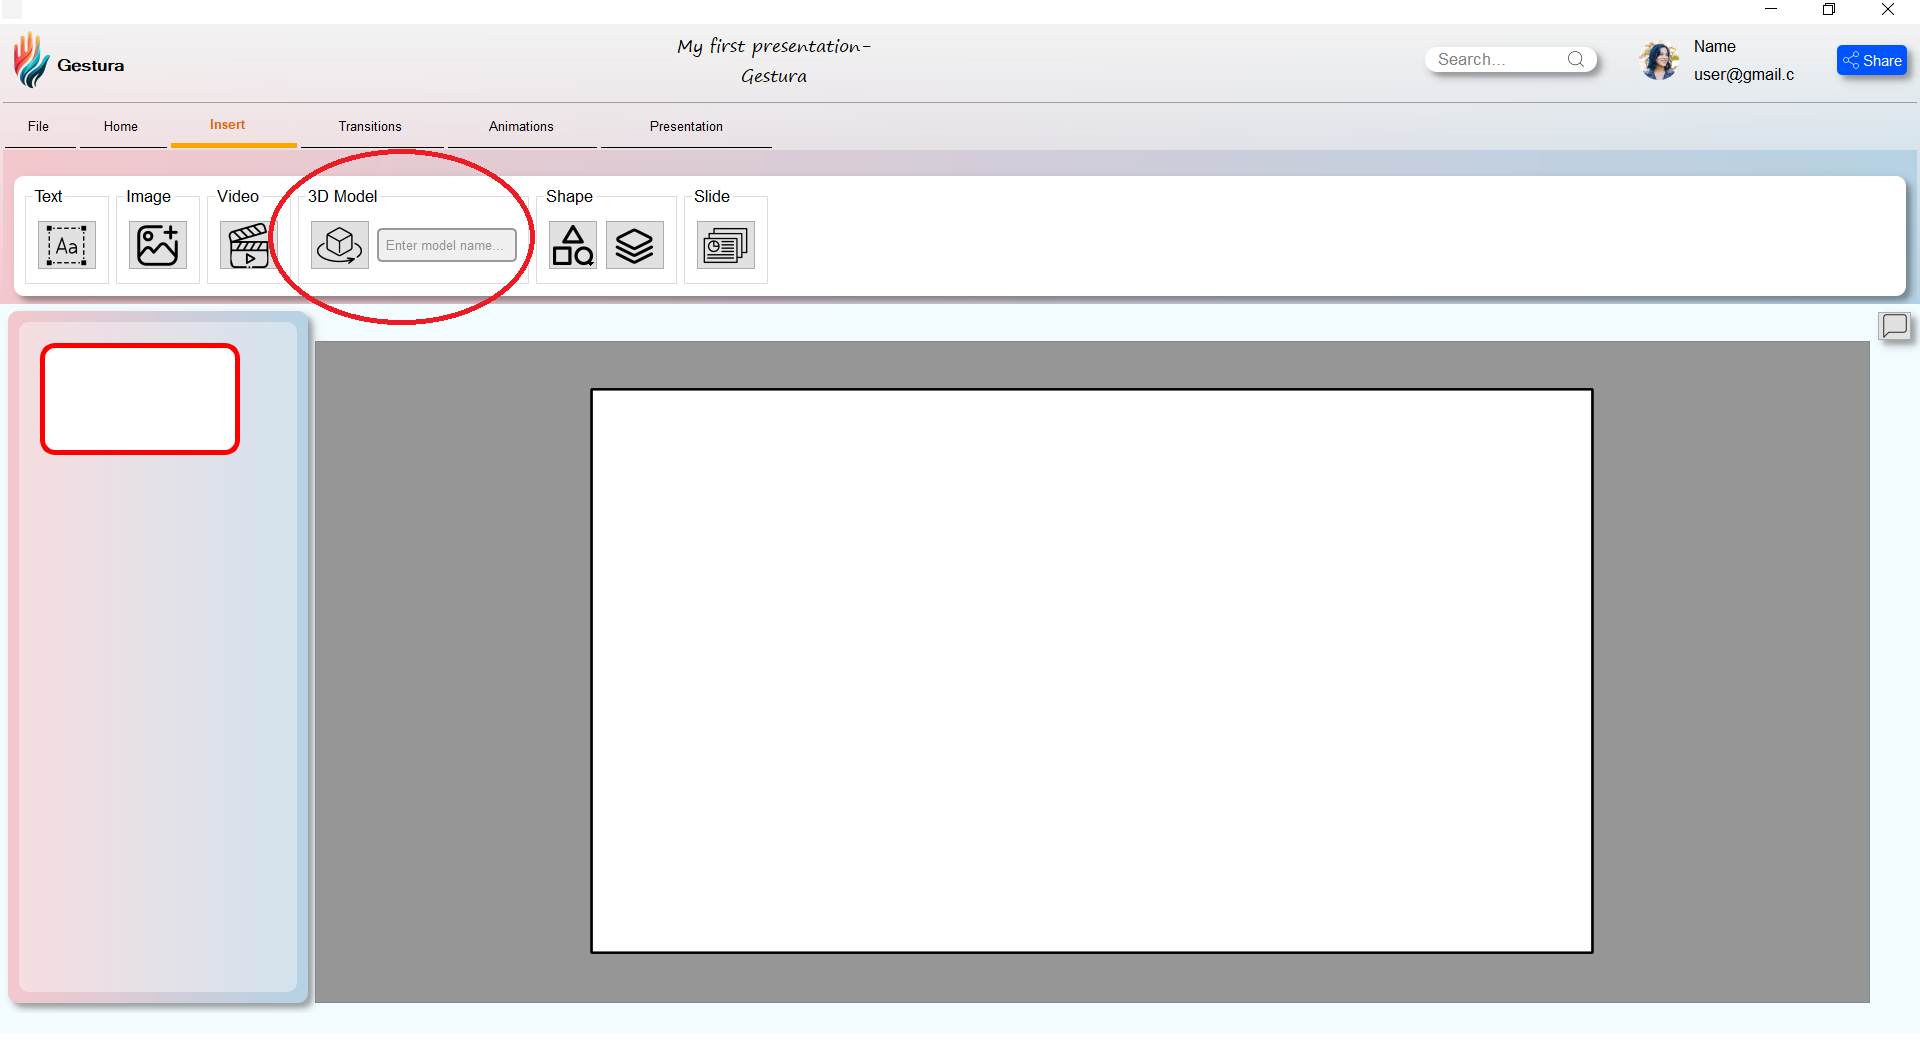 Gestura
My first presentation-
Gestura
Search...
Name
user@gmail.c
Share
File
Home
Insert
Transitions
Animations
Presentation
Text
Image
Video
3D Model
Shape
Slide
Aa
Enter model name...